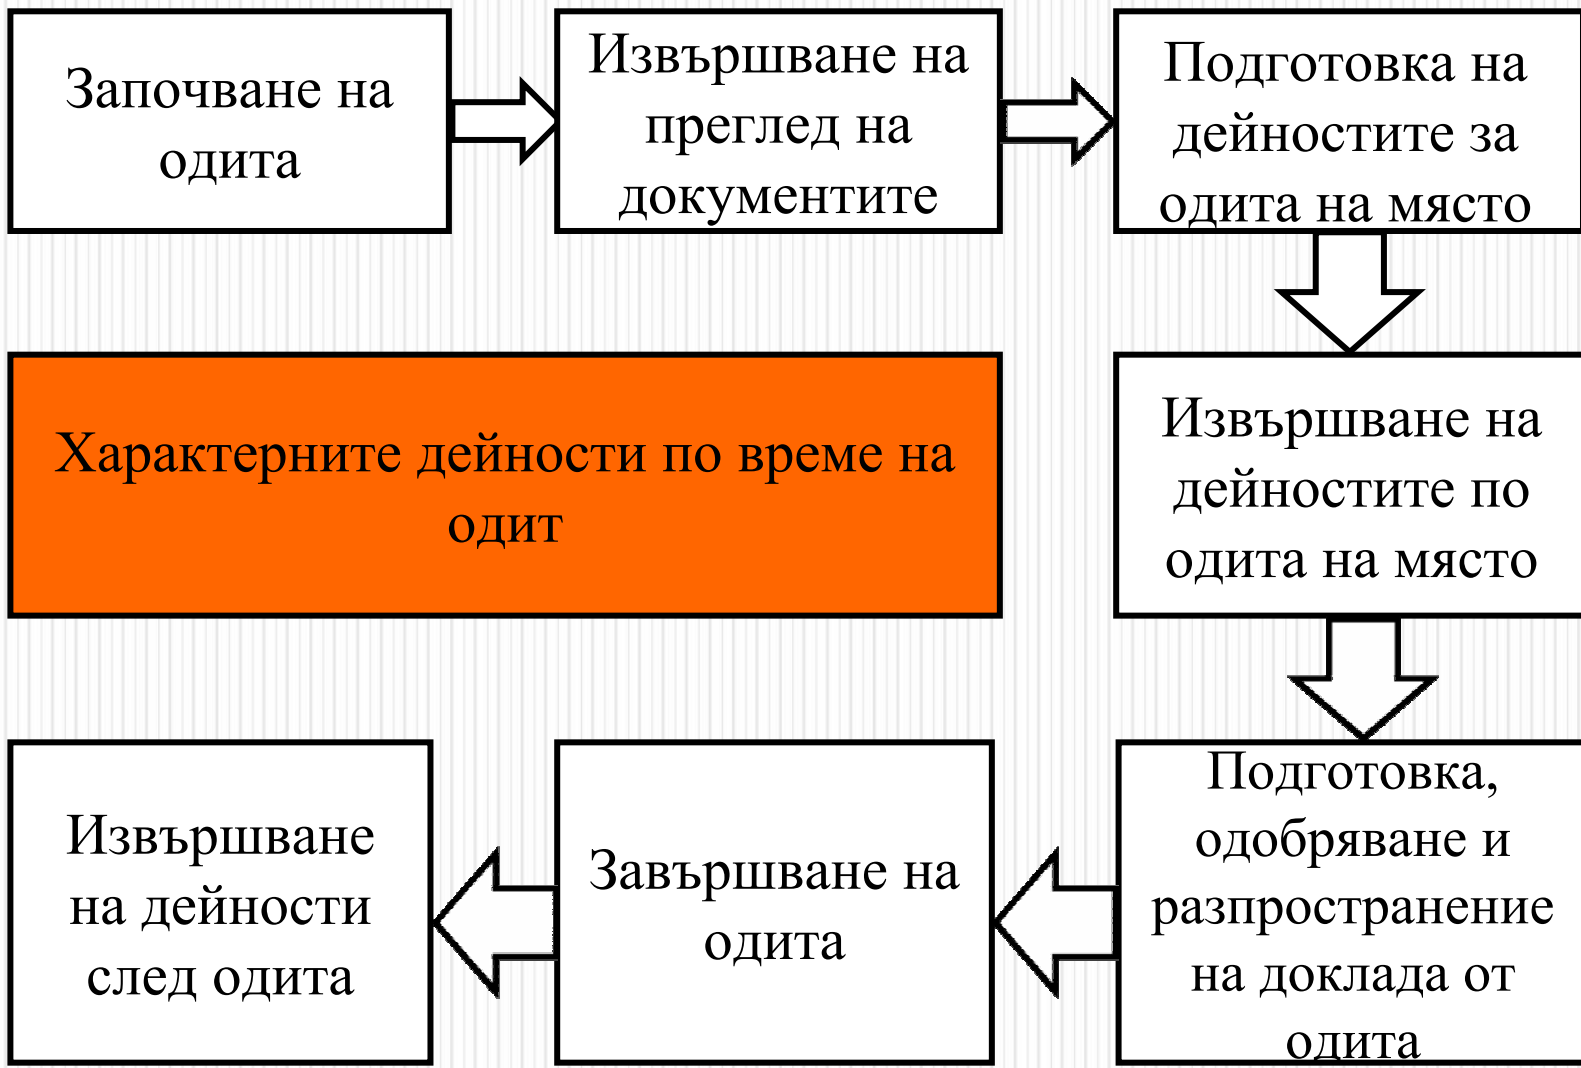 Започване на
одита
Извършване на
преглед на
документите
Подготовка на
дейностите за
одита на място
Характерните дейности по време на
одит
Извършване на
дейностите по
одита на място
Подготовка,
одобряване и
разпространение
на доклада от
одита
Завършване на
одита
Извършване
на дейности
след одита